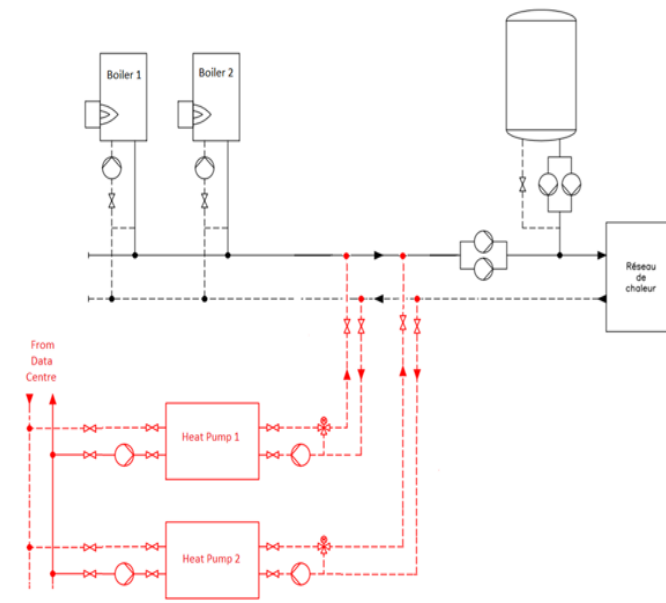 Boiler 1
Boiler 2
Réseau
de
chaleur
From
Data
Centre
Heat Pump 1
Heat Pump 2